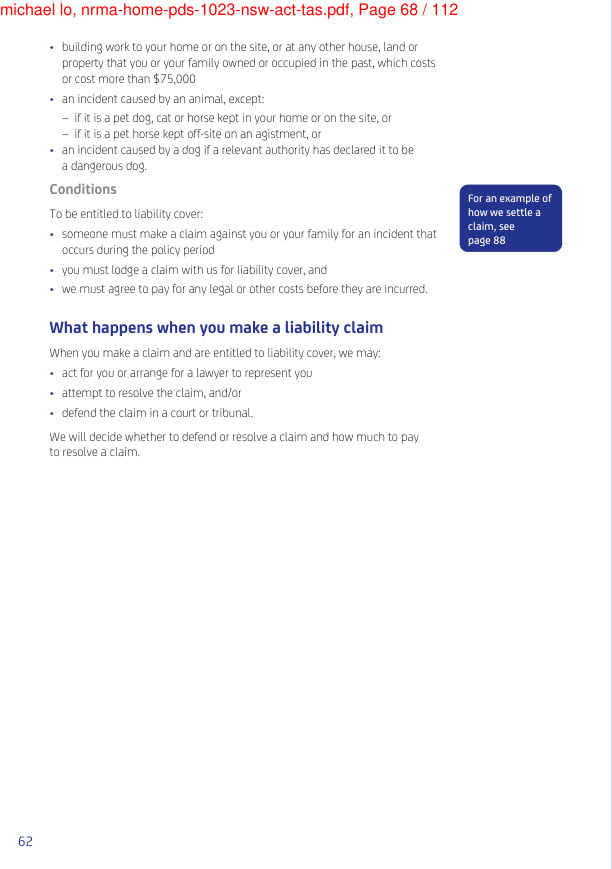 michael lo, nrma-home-pds-1023-nsw-act-tas.pdf, Page 68 / 112
• building work to your home or on the site, or at any other house, land or
property that you or your family owned or occupied in the past, which costs
or cost more than $75,000
• an incident caused by an animal, except:
– if it is a pet dog, cat or horse kept in your home or on the site, or
– if it is a pet horse kept off-site on an agistment, or
• an incident caused by a dog if a relevant authority has declared it to be
a dangerous dog.
Conditions
To be entitled to liability cover:
• someone must make a claim against you or your family for an incident that
occurs during the policy period
• you must lodge a claim with us for liability cover, and
• we must agree to pay for any legal or other costs before they are incurred.
For an example of
how we settle a
claim, see
page 88
What happens when you make a liability claim
When you make a claim and are entitled to liability cover, we may:
• act for you or arrange for a lawyer to represent you
• attempt to resolve the claim, and/or
• defend the claim in a court or tribunal.
We will decide whether to defend or resolve a claim and how much to pay
to resolve a claim.
62